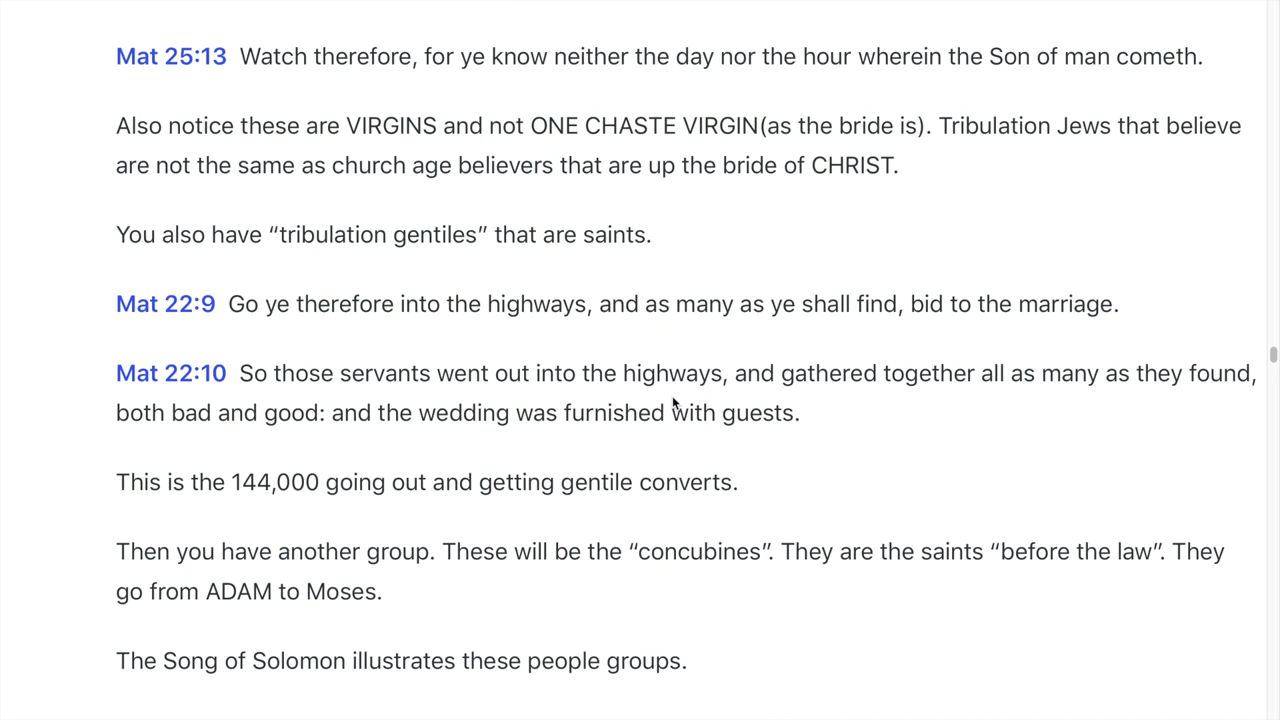 Mat 25:13 Watch therefore, for ye know neither the day nor the hour wherein the Son of man cometh.
Also notice these are VIRGINS and not ONE CHASTE VIRGIN(as the bride is). Tribulation Jews that believe
are not the same as church age believers that are up the bride of CHRIST.
You also have “tribulation gentiles” that are saints.
Mat 22:9 Go ye therefore into the highways, and as many as ye shall find, bid to the marriage.
Mat 22:10 So those servants went out into the highways, and gathered together all as many as they found,
both bad and good: and the wedding was furnished with guests.
This is the 144,000 going out and getting gentile converts.
Then you have another group. These will be the “concubines”. They are the saints “before the law”. They
go from ADAM to Moses.
The Song of Solomon illustrates these people groups.